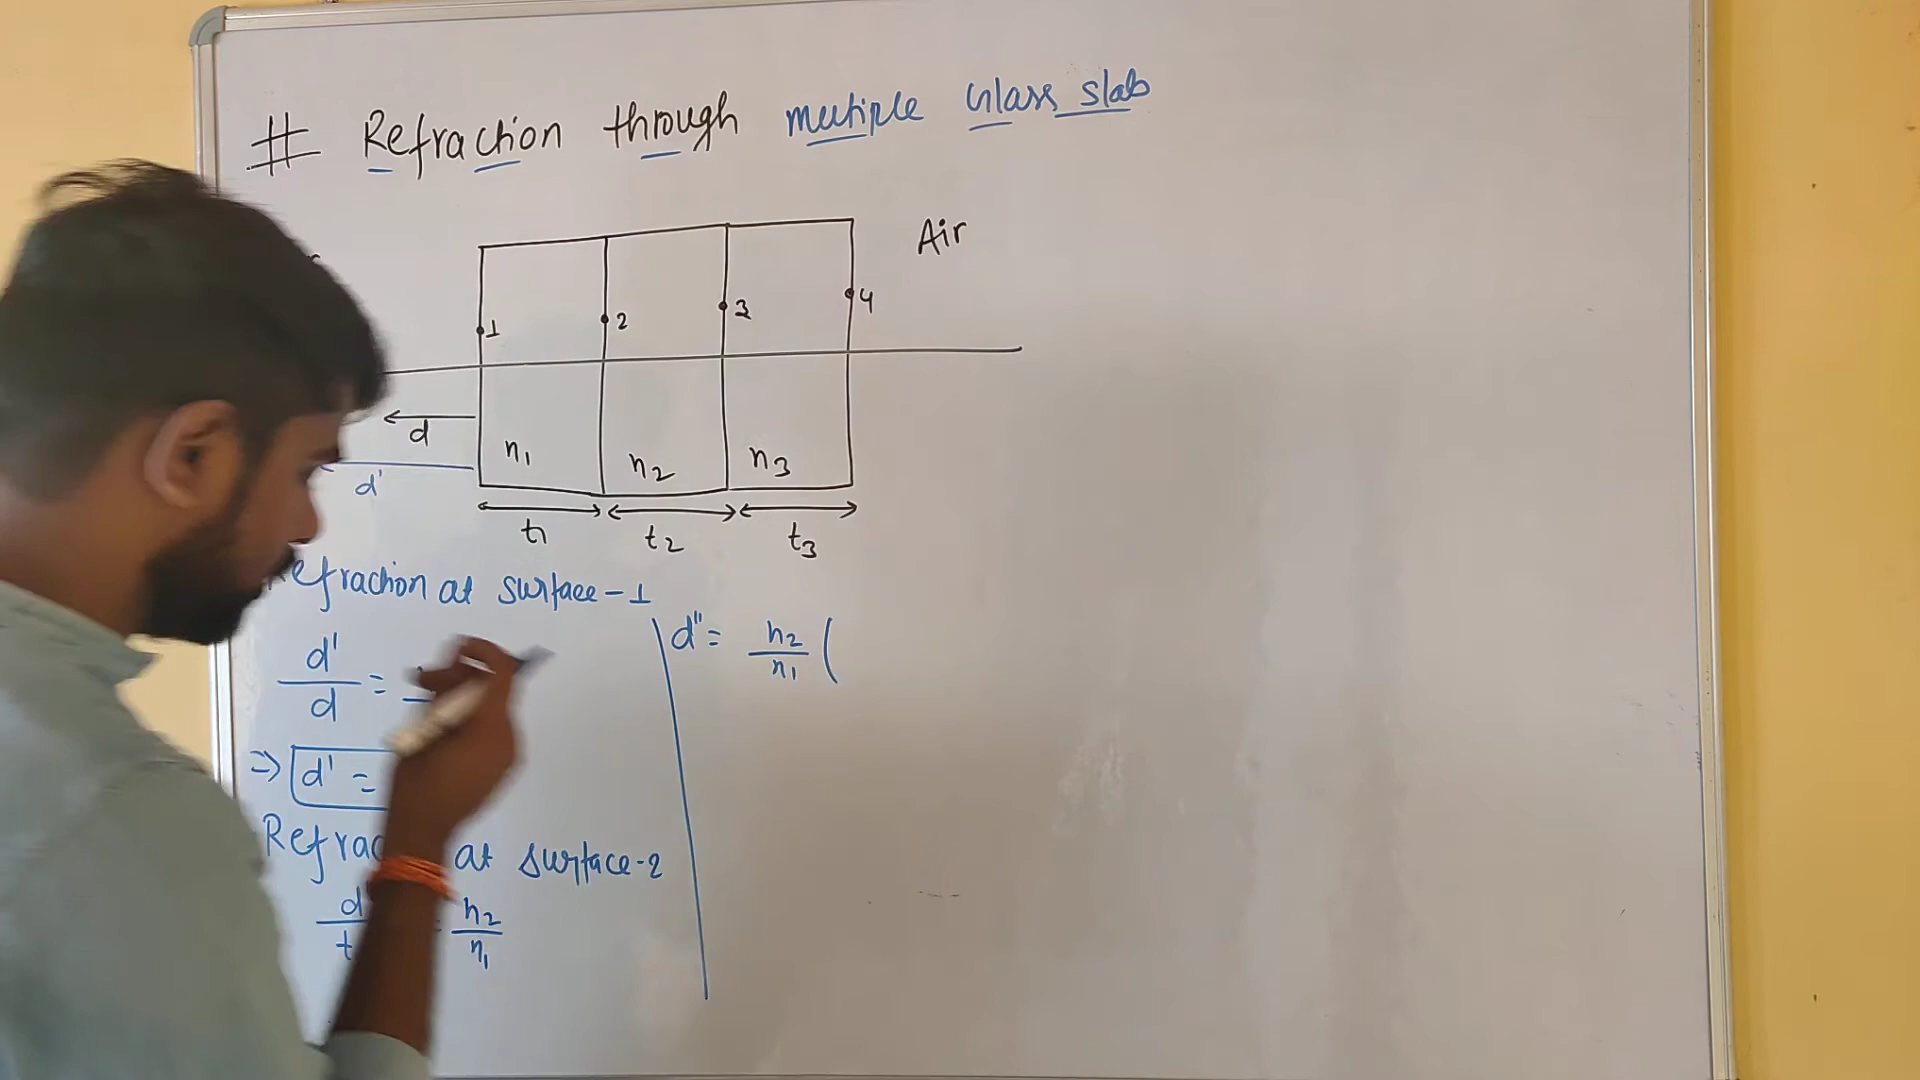 # Refraction through multiple Glass slab
Air
1 2 3 4
d
n1 n2 n3
d'
t1 t2 t3
Refraction at surface-1
d'/d =
d'' = n2/n1 (
⇒ d' =
Refrac at surface-2
= n2/n1